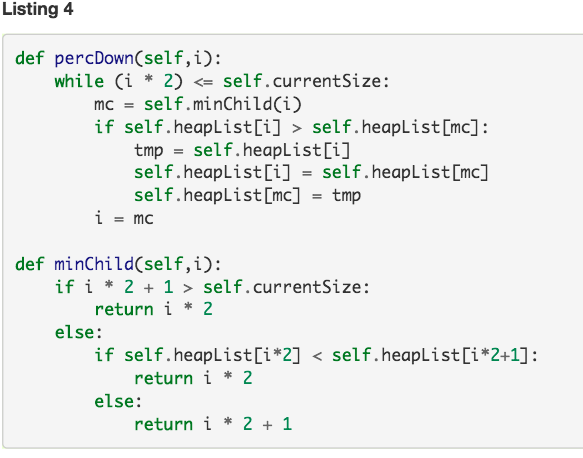 Listing 4
def percDown(self,i):
    while (i * 2) <= self.currentSize:
        mc = self.minChild(i)
        if self.heapList[i] > self.heapList[mc]:
            tmp = self.heapList[i]
            self.heapList[i] = self.heapList[mc]
            self.heapList[mc] = tmp
        i = mc

def minChild(self,i):
    if i * 2 + 1 > self.currentSize:
        return i * 2
    else:
        if self.heapList[i*2] < self.heapList[i*2+1]:
            return i * 2
        else:
            return i * 2 + 1